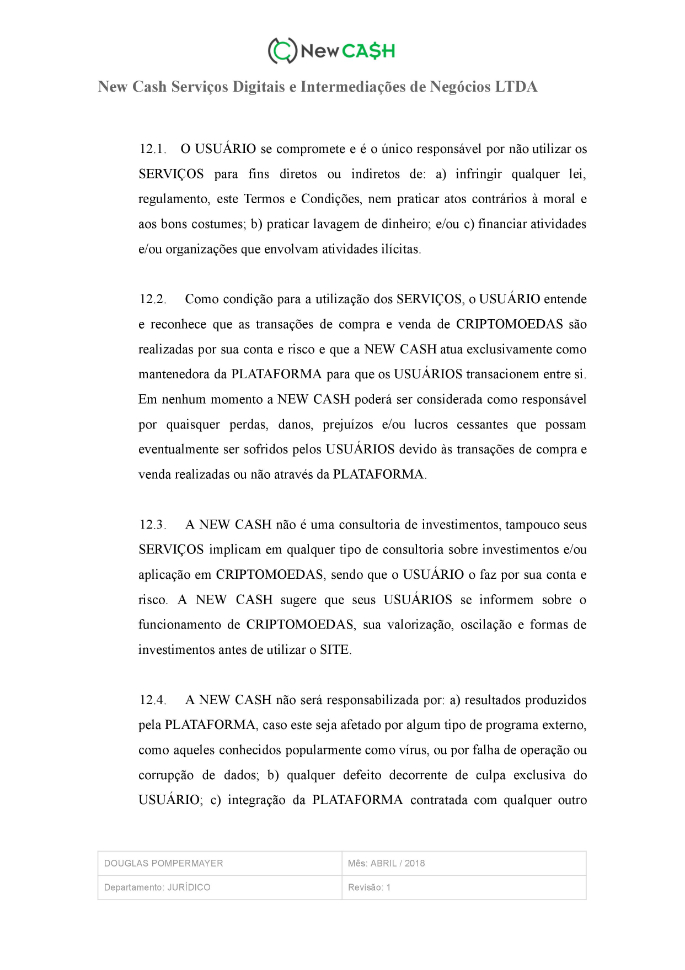 New CA$H
New Cash Serviços Digitais e Intermediações de Negócios LTDA
12.1. O USUÁRIO se compromete e é o único responsável por não utilizar os
SERVIÇOS para fins diretos ou indiretos de: a) infringir qualquer lei,
regulamento, este Termos e Condições, nem praticar atos contrários à moral e
aos bons costumes; b) praticar lavagem de dinheiro; e/ou c) financiar atividades
e/ou organizações que envolvam atividades ilícitas.
12.2. Como condição para a utilização dos SERVIÇOS, o USUÁRIO entende
e reconhece que as transações de compra e venda de CRIPTOMOEDAS são
realizadas por sua conta e risco e que a NEW CASH atua exclusivamente como
mantenedora da PLATAFORMA para que os USUÁRIOS transacionem entre si.
Em nenhum momento a NEW CASH poderá ser considerada como responsável
por quaisquer perdas, danos, prejuízos e/ou lucros cessantes que possam
eventualmente ser sofridos pelos USUÁRIOS devido às transações de compra e
venda realizadas ou não através da PLATAFORMA.
12.3. A NEW CASH não é uma consultoria de investimentos, tampouco seus
SERVIÇOS implicam em qualquer tipo de consultoria sobre investimentos e/ou
aplicação em CRIPTOMOEDAS, sendo que o USUÁRIO o faz por sua conta e
risco. A NEW CASH sugere que seus USUÁRIOS se informem sobre o
funcionamento de CRIPTOMOEDAS, sua valorização, oscilação e formas de
investimentos antes de utilizar o SITE.
12.4. A NEW CASH não será responsabilizada por: a) resultados produzidos
pela PLATAFORMA, caso este seja afetado por algum tipo de programa externo,
como aqueles conhecidos popularmente como vírus, ou por falha de operação ou
corrupção de dados; b) qualquer defeito decorrente de culpa exclusiva do
USUÁRIO; c) integração da PLATAFORMA contratada com qualquer outro
DOUGLAS POMPERMAYER
Mês: ABRIL / 2018
Departamento: JURÍDICO
Revisão: 1